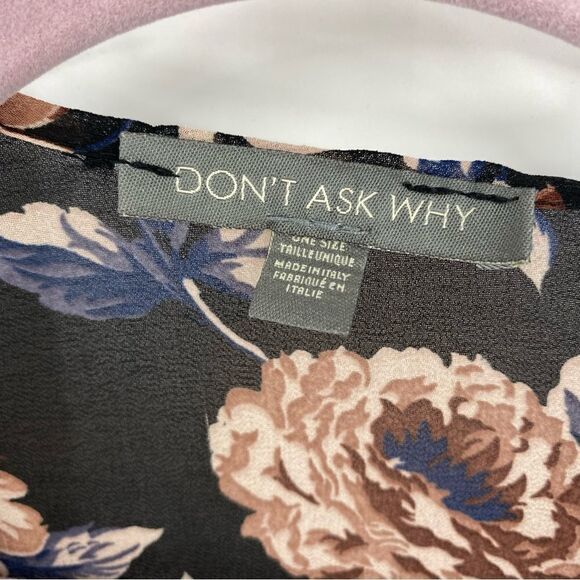 DON'T ASK WHY
ONE SIZE
TAILLE UNIQUE
MADE IN ITALY
FABRIQUÉ EN
ITALIE